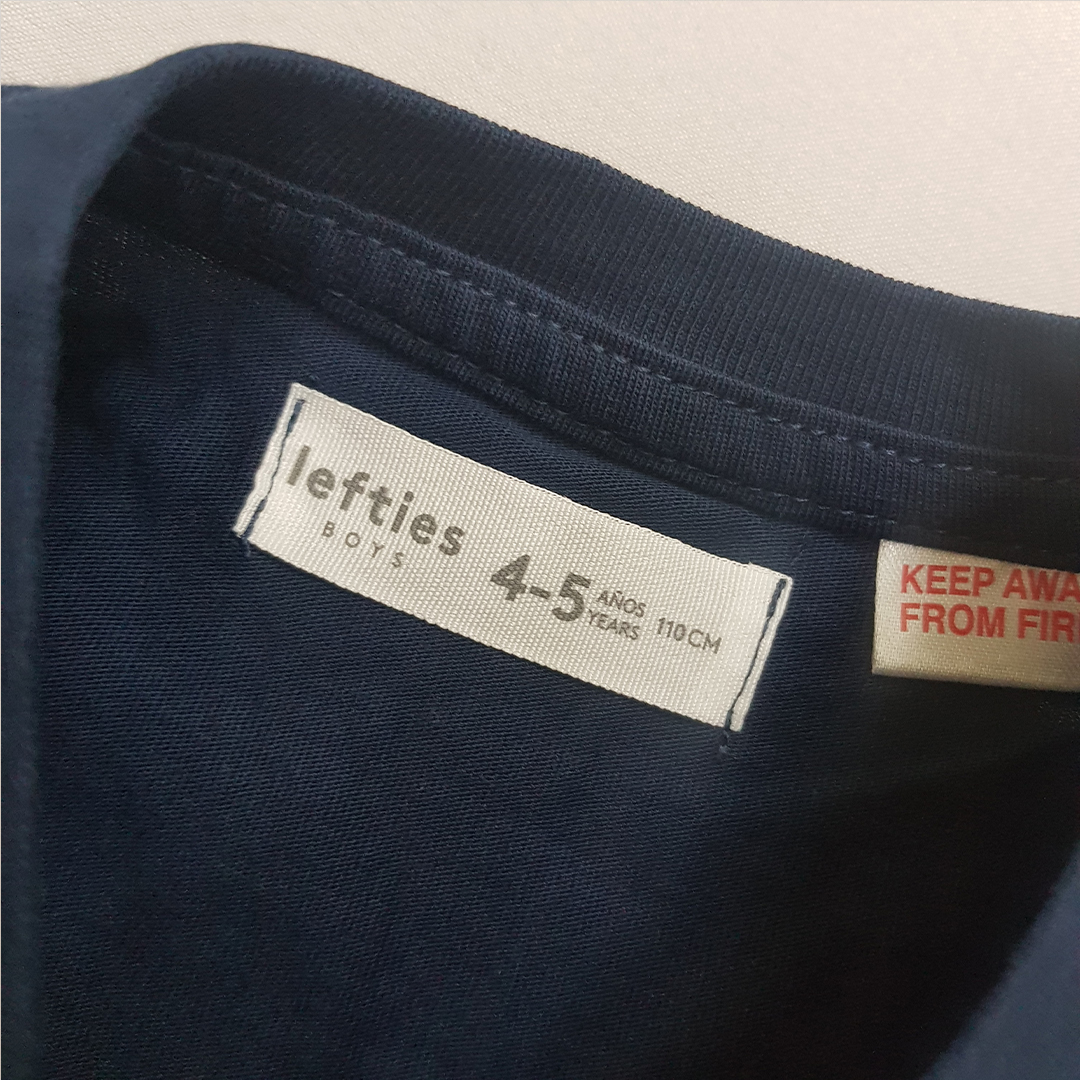 lefties
BOYS
4-5 AÑOS
YEARS 110CM
KEEP AWA
FROM FIR